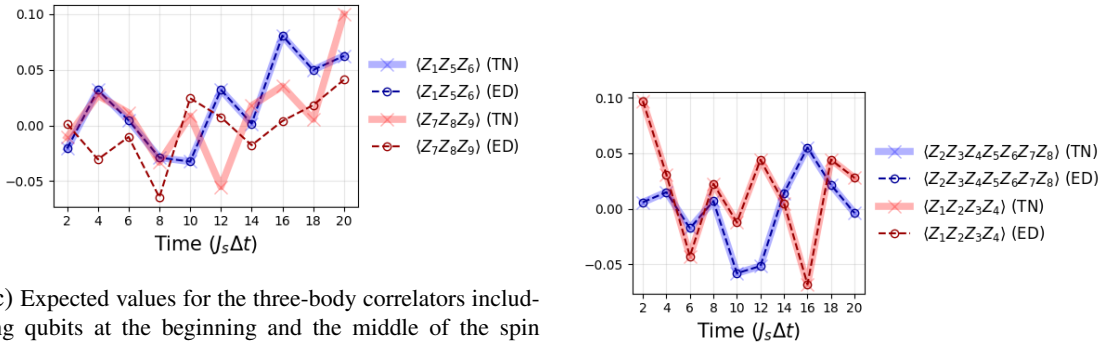 0.10
0.05
0.00
−0.05
2 4 6 8 10 12 14 16 18 20
Time (J_sΔt)
⟨Z₁Z₅Z₆⟩ (TN)
⟨Z₁Z₅Z₆⟩ (ED)
⟨Z₇Z₈Z₉⟩ (TN)
⟨Z₇Z₈Z₉⟩ (ED)
c) Expected values for the three-body correlators includ-
ng qubits at the beginning and the middle of the spin
0.10
0.05
0.00
−0.05
2 4 6 8 10 12 14 16 18 20
Time (J_sΔt)
⟨Z₂Z₃Z₄Z₅Z₆Z₇Z₈⟩ (TN)
⟨Z₂Z₃Z₄Z₅Z₆Z₇Z₈⟩ (ED)
⟨Z₁Z₂Z₃Z₄⟩ (TN)
⟨Z₁Z₂Z₃Z₄⟩ (ED)